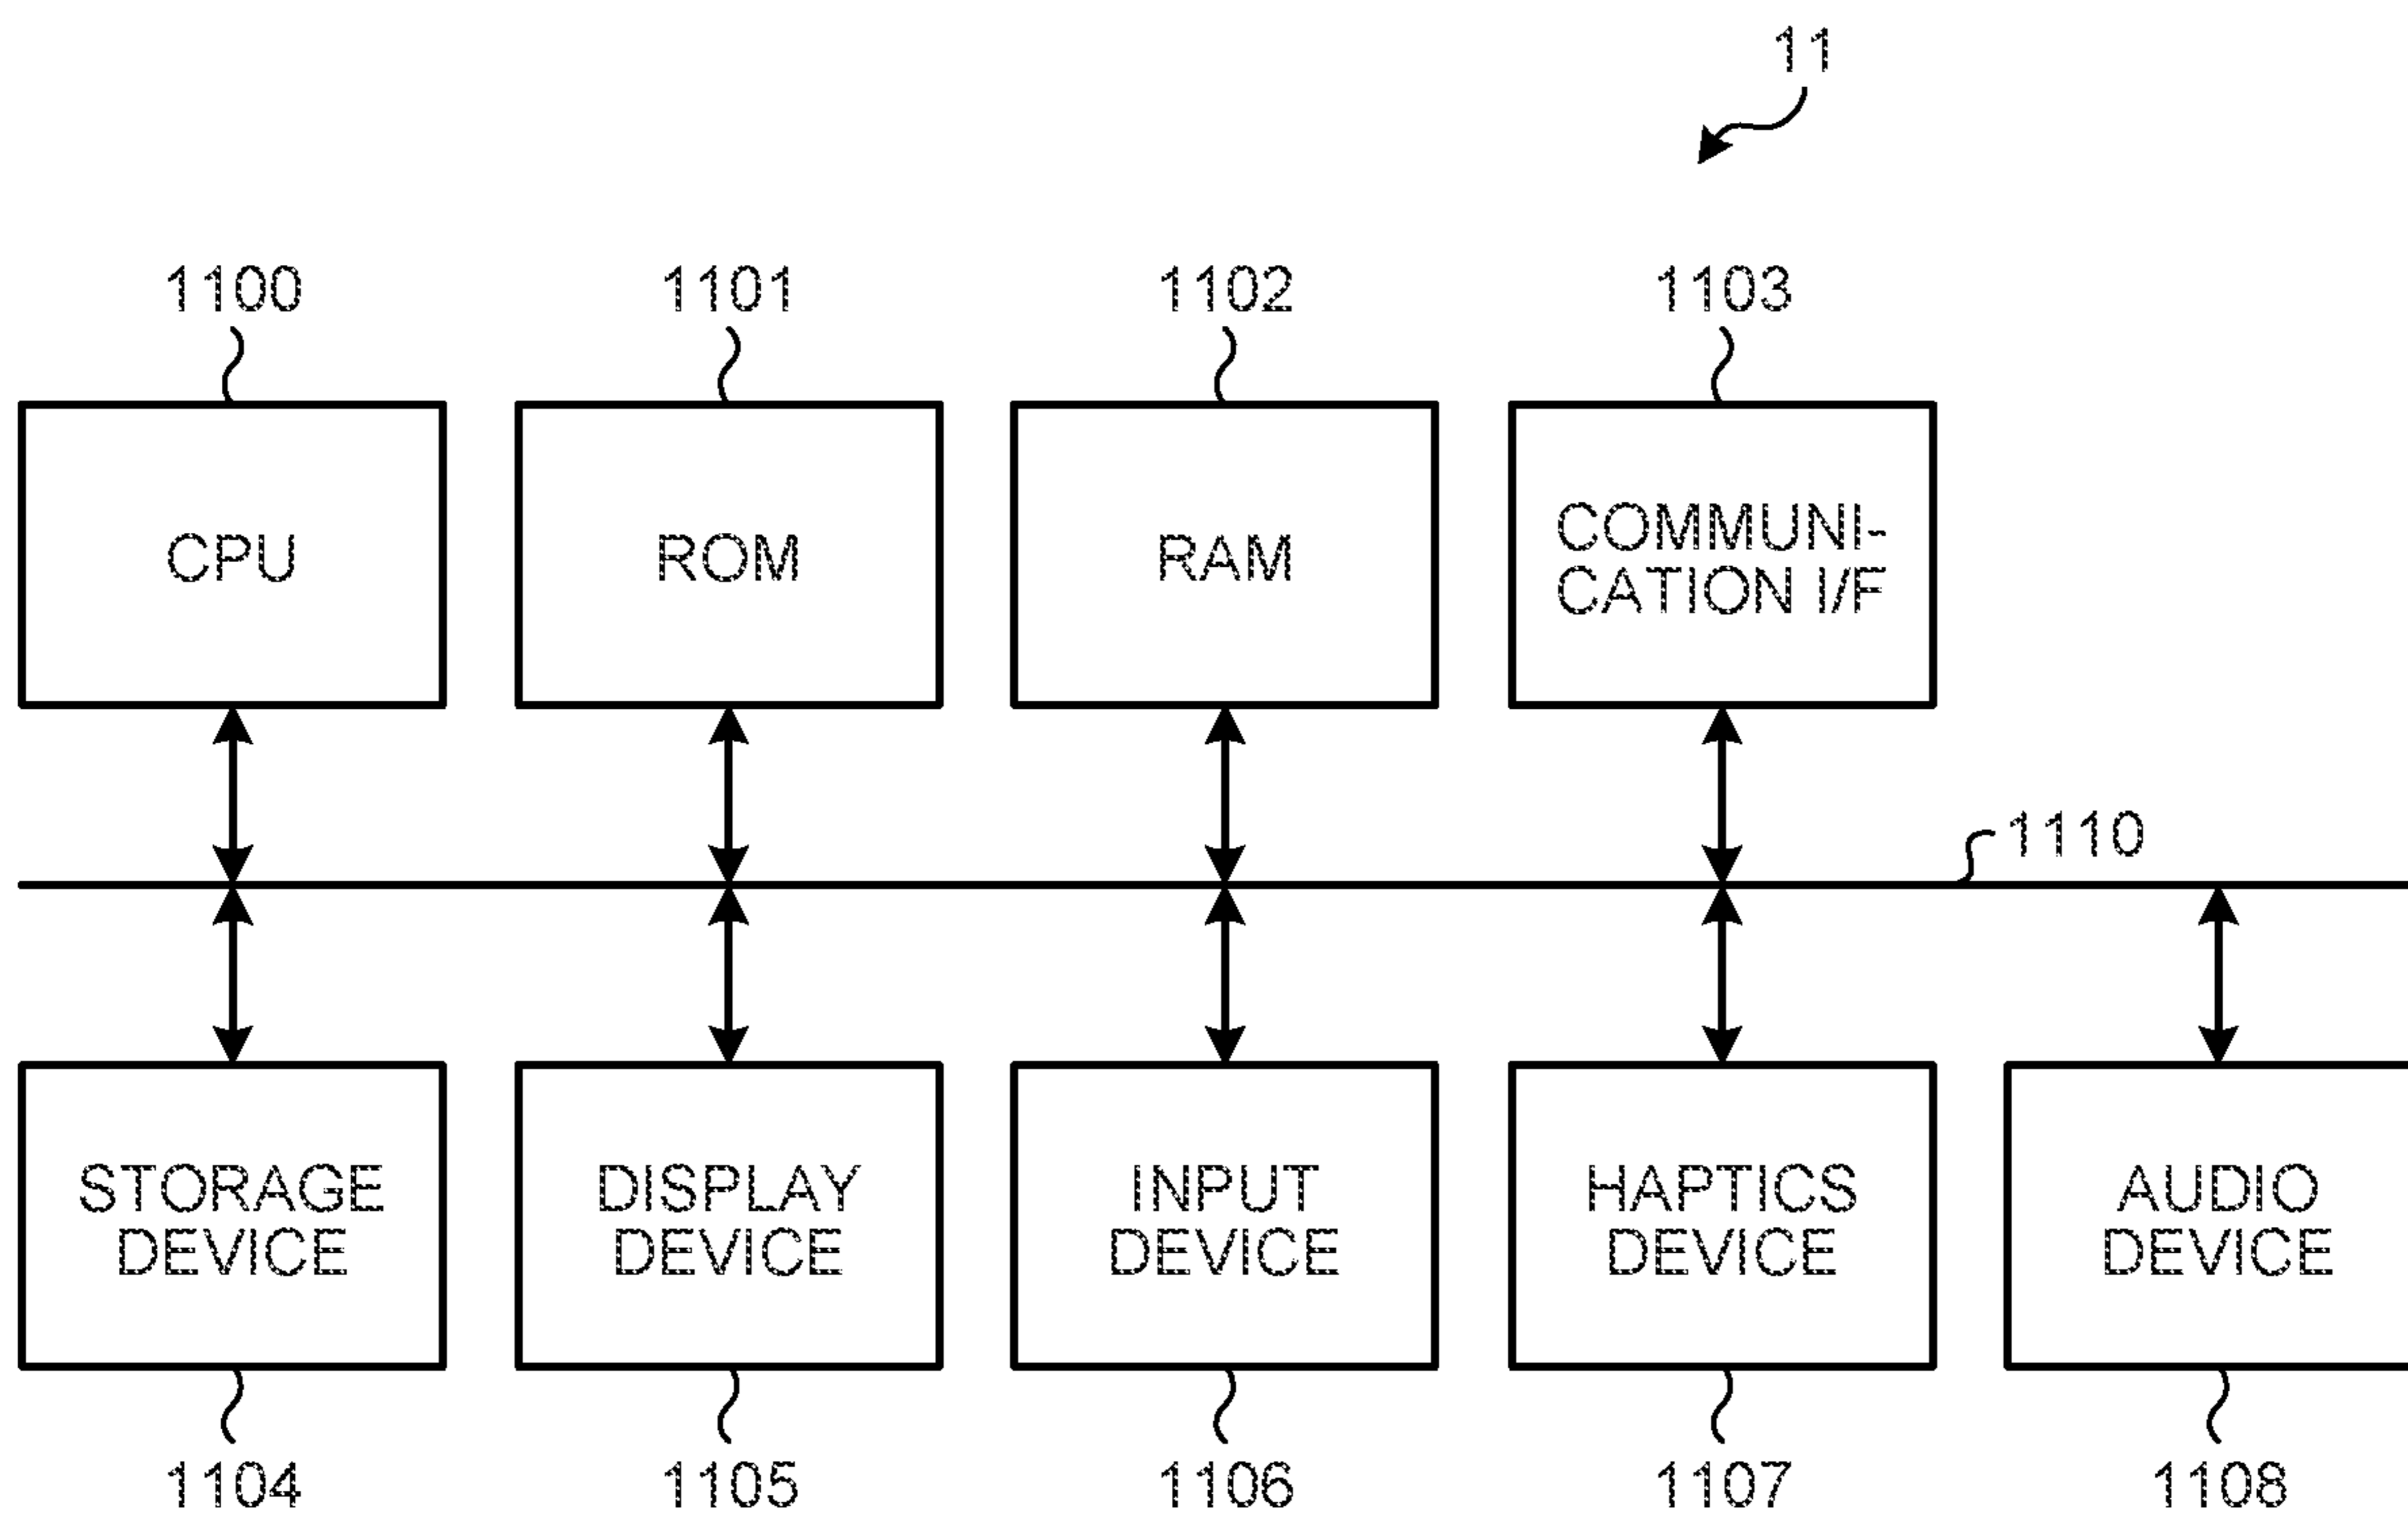 11
1100
1101
1102
1103
CPU
ROM
RAM
COMMUNI-
CATION I/F
1110
STORAGE
DEVICE
DISPLAY
DEVICE
INPUT
DEVICE
HAPTICS
DEVICE
AUDIO
DEVICE
1104
1105
1106
1107
1108